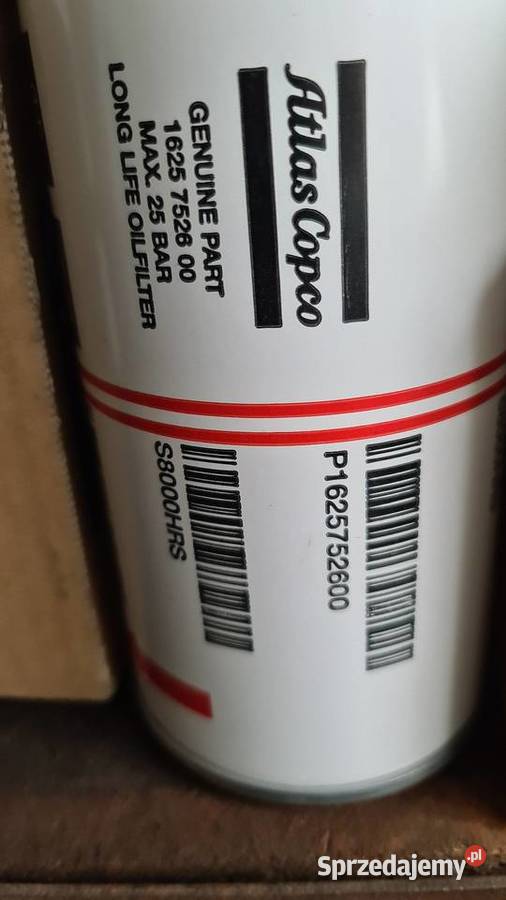 Atlas Copco
GENUINE PART
1625 7526 00
MAX. 25 BAR
LONG LIFE OILFILTER
P1625752600
S8000HRS
Sprzedajemy.pl